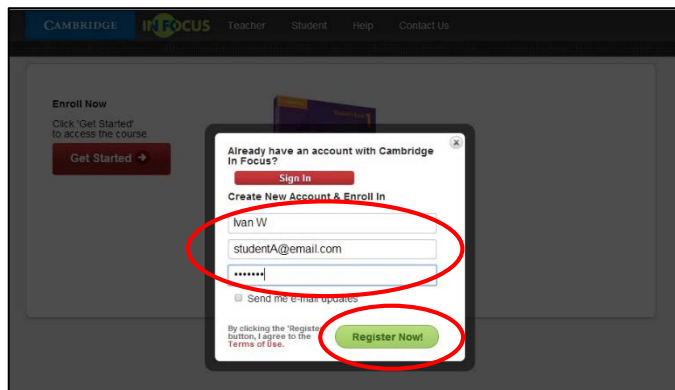 CAMBRIDGE IN FOCUS Teacher Student Help Contact Us
Enroll Now
Click 'Get Started'
to access the course.
Get Started
Already have an account with Cambridge
In Focus?
Sign In
Create New Account & Enroll In
Ivan W
studentA@email.com
•••••••
Send me e-mail updates
By clicking the 'Register
button, I agree to the
Terms of Use.
Register Now!